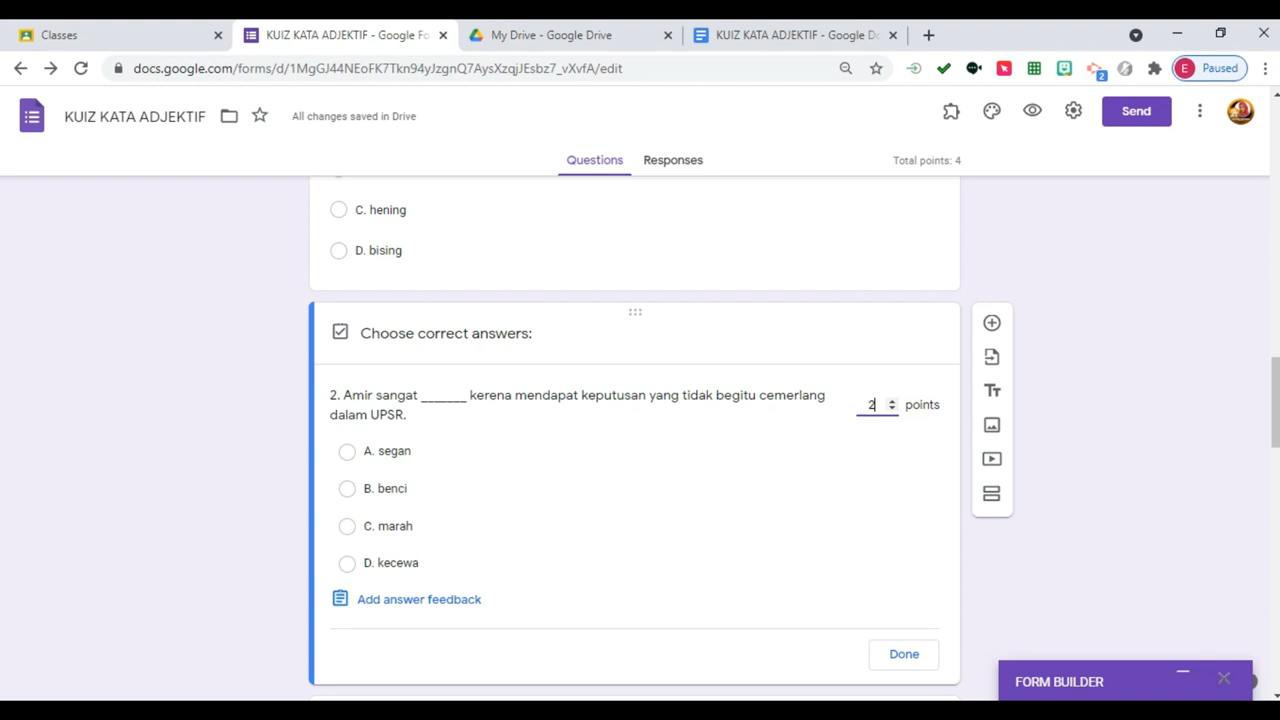 Classes
KUIZ KATA ADJEKTIF - Google Fo
My Drive - Google Drive
KUIZ KATA ADJEKTIF - Google Do
docs.google.com/forms/d/1MgGJ44NEoFK7Tkn94yJzgnQ7AysXzqjJEsbz7_vXvfA/edit
2
E
Paused
KUIZ KATA ADJEKTIF
All changes saved in Drive
Send
Questions
Responses
Total points: 4
C. hening
D. bising
Choose correct answers:
2. Amir sangat _______ kerena mendapat keputusan yang tidak begitu cemerlang
dalam UPSR.
2 points
A. segan
B. benci
C. marah
D. kecewa
Add answer feedback
Done
FORM BUILDER